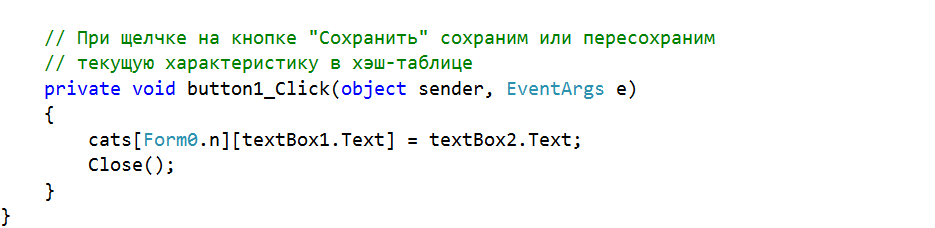 // При щелчке на кнопке "Сохранить" сохраним или пересохраним
// текущую характеристику в хэш-таблице
private void button1_Click(object sender, EventArgs e)
{
cats[Form0.n][textBox1.Text] = textBox2.Text;
Close();
}
}